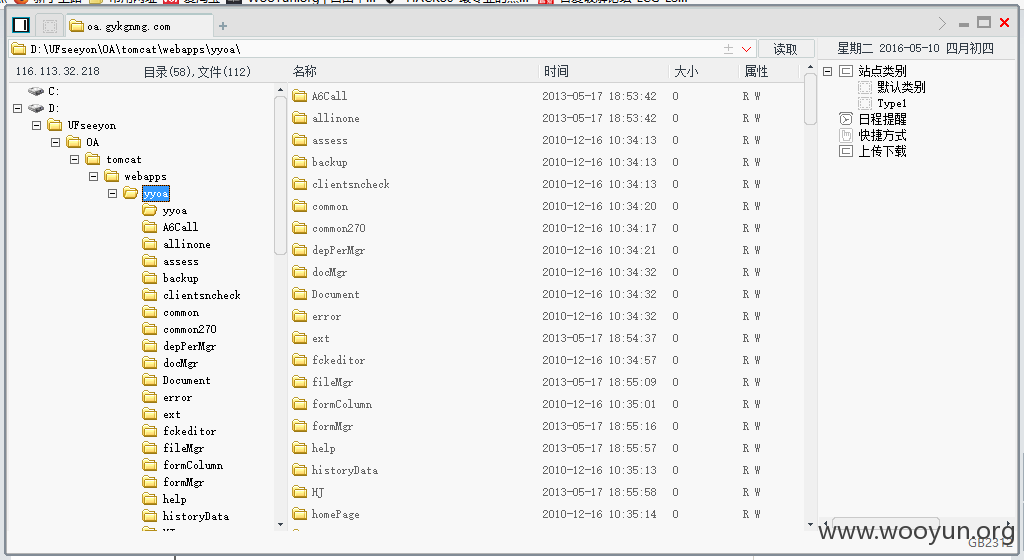 oa.gykgnmg.com
D:\UFseeyon\OA\tomcat\webapps\yyoa\
读取
星期二 2016-05-10 四月初四
116.113.32.218
目录(58),文件(112)
名称 时间 大小 属性
C:
D:
UFseeyon
OA
tomcat
webapps
yyoa
yyoa
A6Call
allinone
assess
backup
clientsncheck
common
common270
depPerMgr
docMgr
Document
error
ext
fckeditor
fileMgr
formColumn
formMgr
help
historyData
A6Call 2013-05-17 18:53:42 0 R W
allinone 2013-05-17 18:53:42 0 R W
assess 2010-12-16 10:34:13 0 R W
backup 2010-12-16 10:34:13 0 R W
clientsncheck 2010-12-16 10:34:13 0 R W
common 2010-12-16 10:34:20 0 R W
common270 2010-12-16 10:34:17 0 R W
depPerMgr 2010-12-16 10:34:21 0 R W
docMgr 2010-12-16 10:34:32 0 R W
Document 2010-12-16 10:34:32 0 R W
error 2010-12-16 10:34:32 0 R W
ext 2013-05-17 18:54:37 0 R W
fckeditor 2010-12-16 10:34:57 0 R W
fileMgr 2013-05-17 18:55:09 0 R W
formColumn 2010-12-16 10:35:01 0 R W
formMgr 2013-05-17 18:55:16 0 R W
help 2013-05-17 18:55:57 0 R W
historyData 2010-12-16 10:35:13 0 R W
HJ 2013-05-17 18:55:58 0 R W
homePage 2010-12-16 10:35:14 0 R W
站点类别
默认类别
Type1
日程提醒
快捷方式
上传下载
www.wooyun.org
GB2312